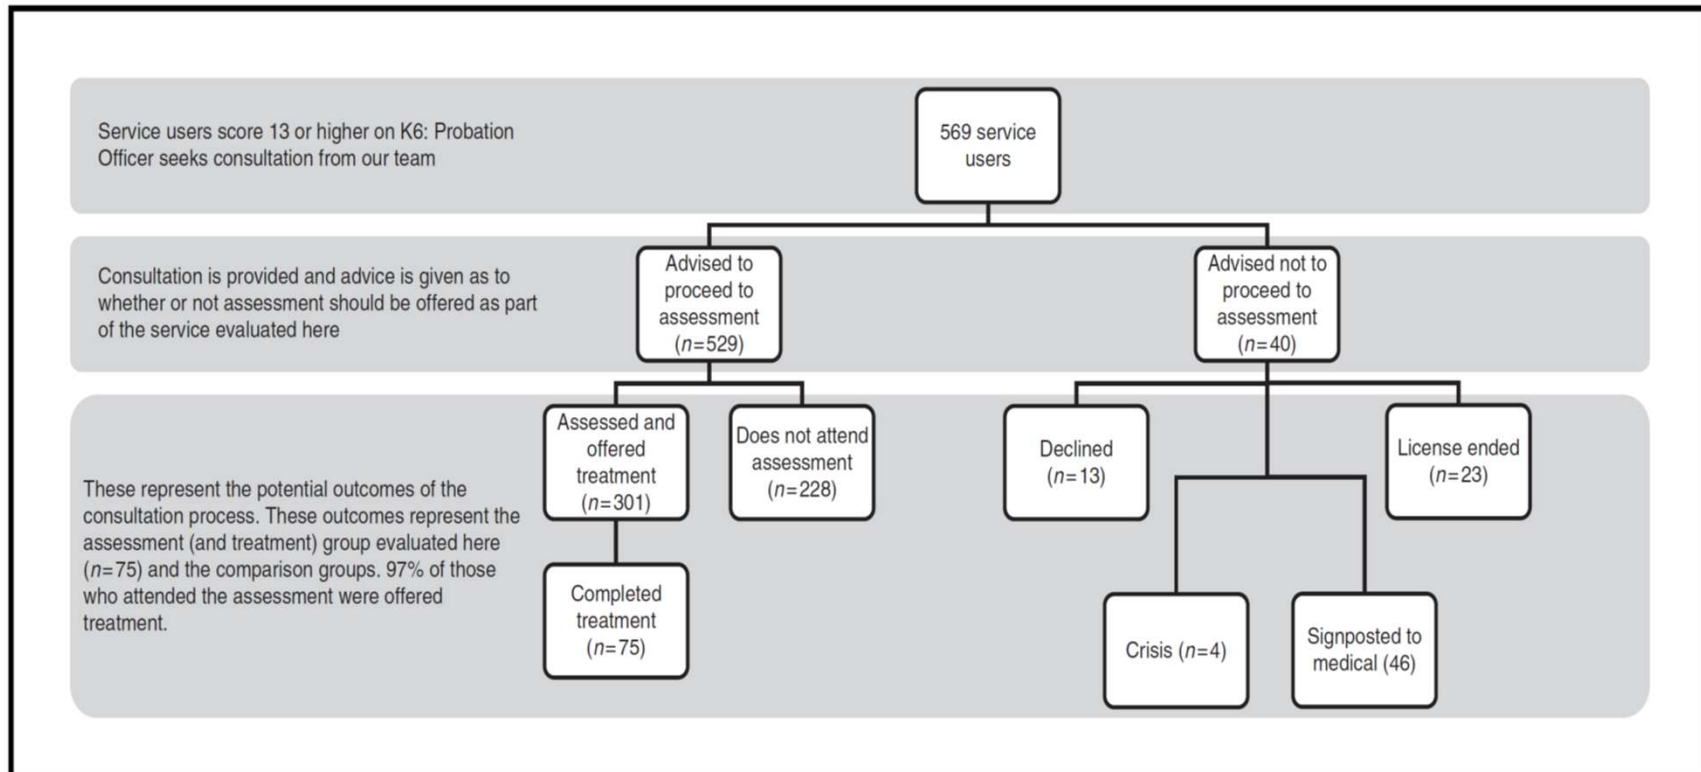 Service users score 13 or higher on K6: Probation
Officer seeks consultation from our team
569 service
users
Consultation is provided and advice is given as to
whether or not assessment should be offered as part
of the service evaluated here
Advised to
proceed to
assessment
(n=529)
Advised not to
proceed to
assessment
(n=40)
These represent the potential outcomes of the
consultation process. These outcomes represent the
assessment (and treatment) group evaluated here
(n=75) and the comparison groups. 97% of those
who attended the assessment were offered
treatment.
Assessed and
offered
treatment
(n=301)
Does not attend
assessment
(n=228)
Declined
(n=13)
License ended
(n=23)
Completed
treatment
(n=75)
Crisis (n=4)
Signposted to
medical (46)